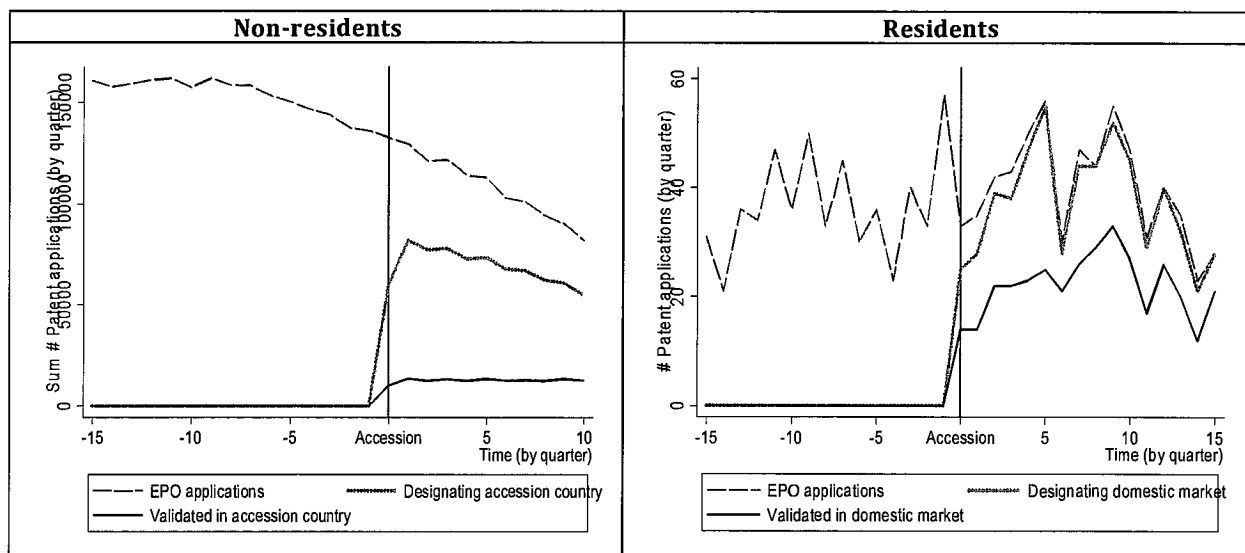 Non-residents
Sum # Patent applications (by quarter)
150000
100000
50000
0
-15 -10 -5 Accession 5 10
Time (by quarter)
EPO applications Designating accession country
Validated in accession country
Residents
# Patent applications (by quarter)
60
40
20
0
-15 -10 -5 Accession 5 10 15
Time (by quarter)
EPO applications Designating domestic market
Validated in domestic market